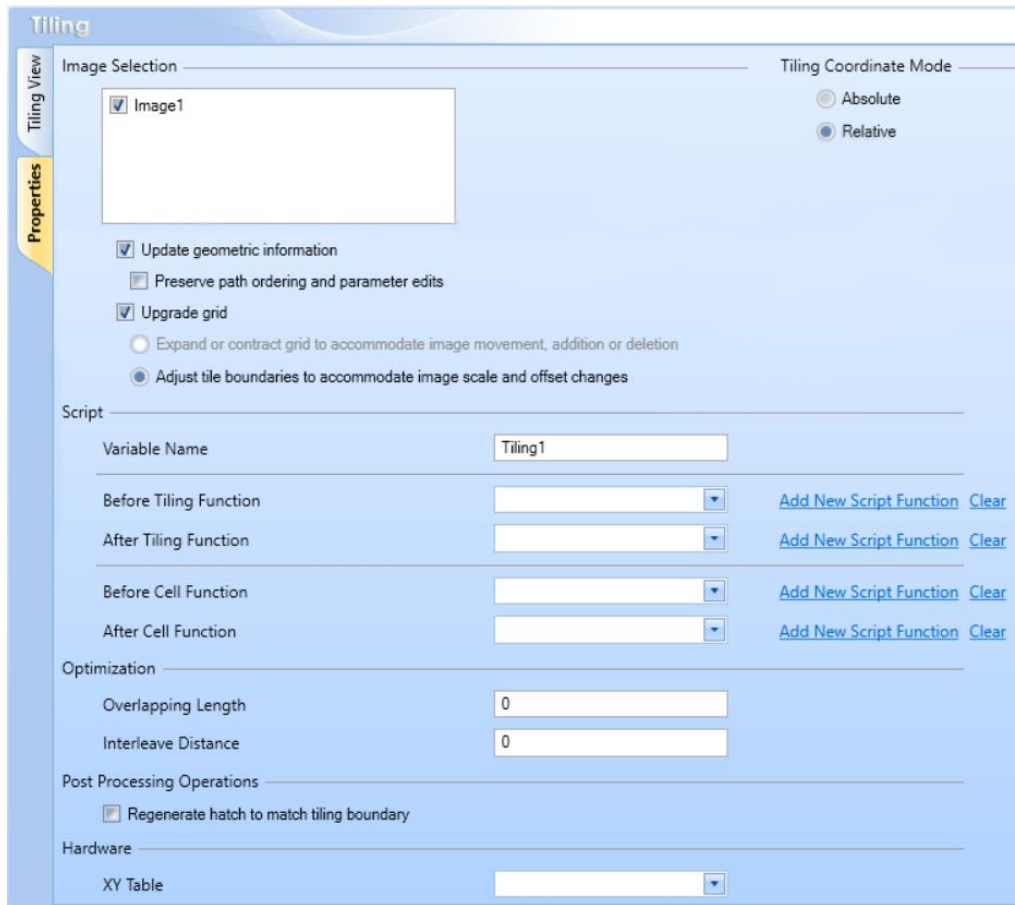 Tiling
Tiling View
Properties
Image Selection
Image1
Tiling Coordinate Mode
Absolute
Relative
Update geometric information
Preserve path ordering and parameter edits
Upgrade grid
Expand or contract grid to accommodate image movement, addition or deletion
Adjust tile boundaries to accommodate image scale and offset changes
Script
Variable Name Tiling1
Before Tiling Function Add New Script Function Clear
After Tiling Function Add New Script Function Clear
Before Cell Function Add New Script Function Clear
After Cell Function Add New Script Function Clear
Optimization
Overlapping Length 0
Interleave Distance 0
Post Processing Operations
Regenerate hatch to match tiling boundary
Hardware
XY Table